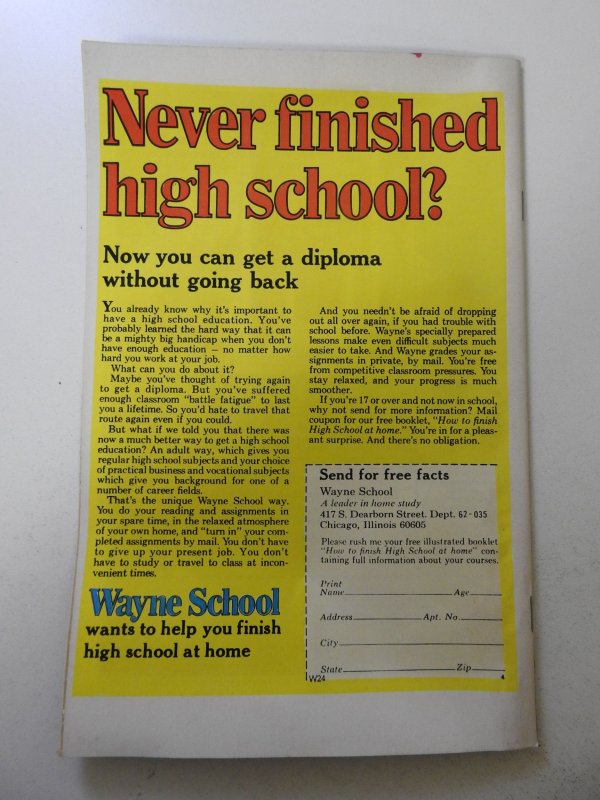 Never finished
high school?
Now you can get a diploma
without going back
You already know why it's important to
have a high school education. You've
probably learned the hard way that it can
be a mighty big handicap when you don't
have enough education — no matter how
hard you work at your job.
What can you do about it?
Maybe you've thought of trying again
to get a diploma. But you've suffered
enough classroom "battle fatigue" to last
you a lifetime. So you'd hate to travel that
route again even if you could.
But what if we told you that there was
now a much better way to get a high school
education? An adult way, which gives you
regular high school subjects and your choice
of practical business and vocational subjects
which give you background for one of a
number of career fields.
That's the unique Wayne School way.
You do your reading and assignments in
your spare time, in the relaxed atmosphere
of your own home, and "turn in" your com-
pleted assignments by mail. You don't have
to give up your present job. You don't
have to study or travel to class at incon-
venient times.
Wayne School
wants to help you finish
high school at home
And you needn't be afraid of dropping
out all over again, if you had trouble with
school before. Wayne's specially prepared
lessons make even difficult subjects much
easier to take. And Wayne grades your as-
signments in private, by mail. You're free
from competitive classroom pressures. You
stay relaxed, and your progress is much
smoother.
If you're 17 or over and not now in school,
why not send for more information? Mail
coupon for our free booklet, "How to finish
High School at home." You're in for a pleas-
ant surprise. And there's no obligation.
Send for free facts
Wayne School
A leader in home study
417 S. Dearborn Street. Dept. 62-035
Chicago, Illinois 60605
Please rush me your free illustrated booklet
"How to finish High School at home" con-
taining full information about your courses.
Print
Name Age
Address Apt. No.
City
State Zip
W24 4